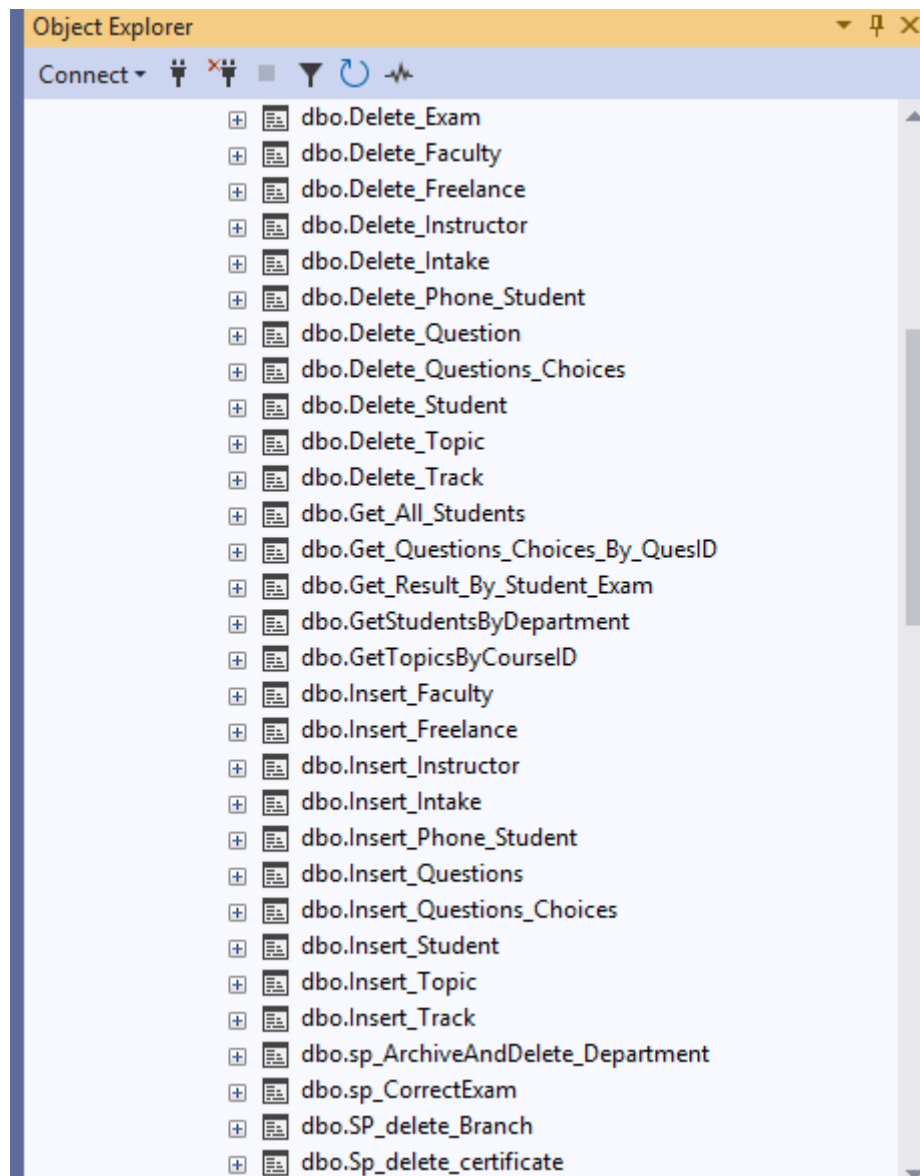 Object Explorer
Connect
dbo.Delete_Exam
dbo.Delete_Faculty
dbo.Delete_Freelance
dbo.Delete_Instructor
dbo.Delete_Intake
dbo.Delete_Phone_Student
dbo.Delete_Question
dbo.Delete_Questions_Choices
dbo.Delete_Student
dbo.Delete_Topic
dbo.Delete_Track
dbo.Get_All_Students
dbo.Get_Questions_Choices_By_QuesID
dbo.Get_Result_By_Student_Exam
dbo.GetStudentsByDepartment
dbo.GetTopicsByCourseID
dbo.Insert_Faculty
dbo.Insert_Freelance
dbo.Insert_Instructor
dbo.Insert_Intake
dbo.Insert_Phone_Student
dbo.Insert_Questions
dbo.Insert_Questions_Choices
dbo.Insert_Student
dbo.Insert_Topic
dbo.Insert_Track
dbo.sp_ArchiveAndDelete_Department
dbo.sp_CorrectExam
dbo.SP_delete_Branch
dbo.Sp_delete_certificate